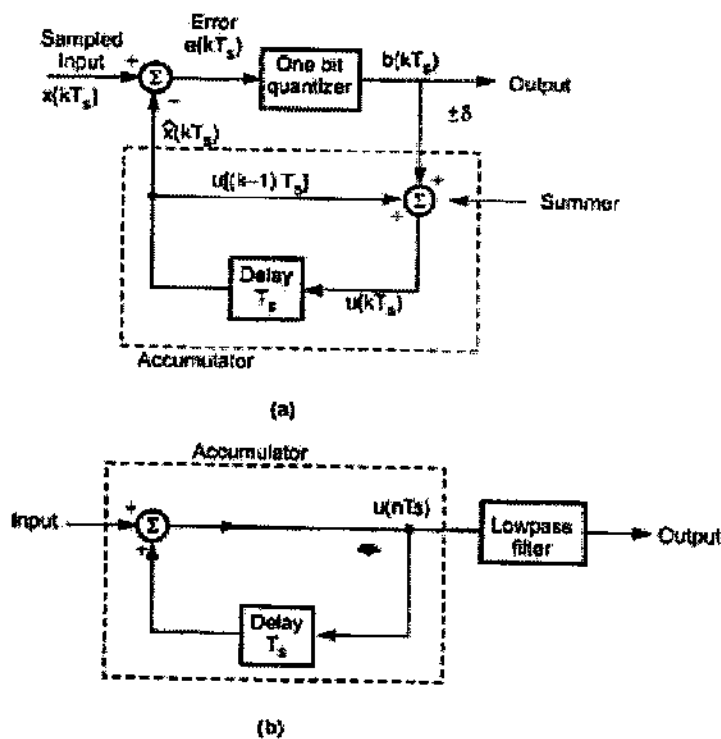 Error
Sampled
Input
e(kTs)
b(kTs)
One bit
quantizer
Output
x(kTs)
+
Σ
−
±δ
x̂(kTs)
u[(k−1) Ts]
+
Σ
+
Summer
Delay
Ts
u(kTs)
Accumulator
(a)
Accumulator
u(nTs)
Input
+
Σ
+
Lowpass
filter
Output
Delay
Ts
(b)